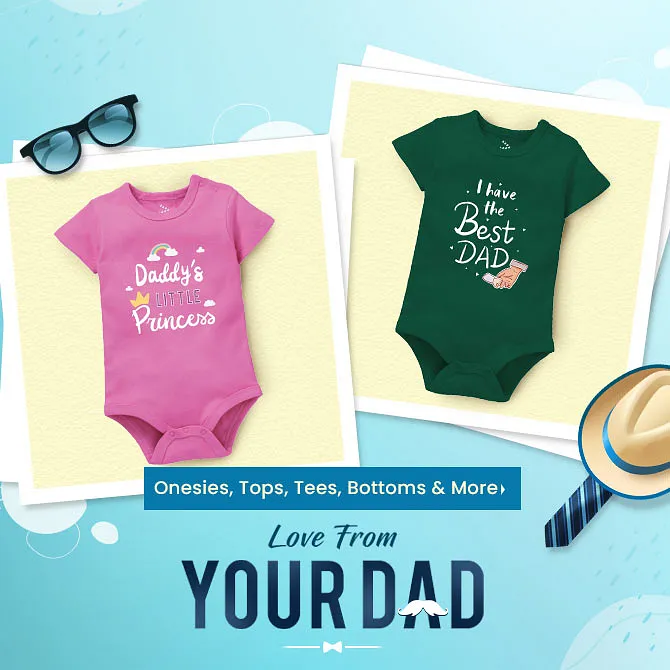 Daddy's
LITTLE
Princess
I have
the
Best
DAD
Onesies, Tops, Tees, Bottoms & More
Love From
YOUR DAD